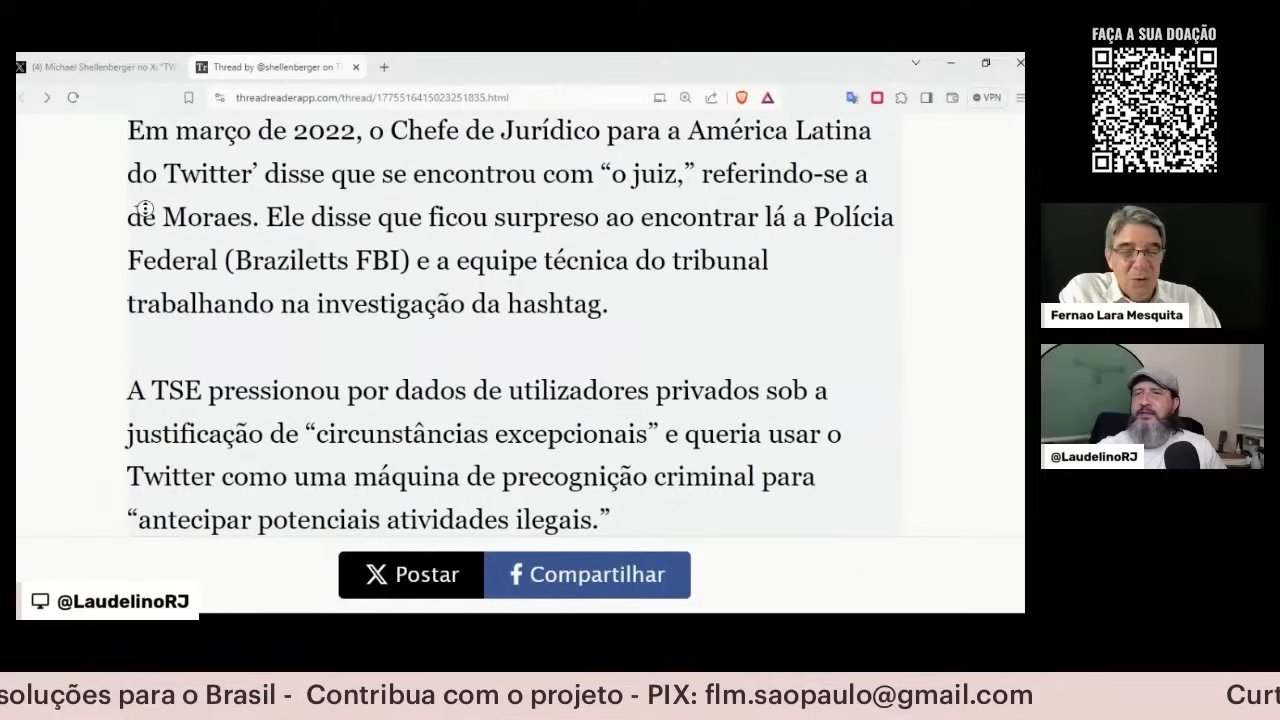 FAÇA A SUA DOAÇÃO
(4) Michael Shellenberger no X: "TW
Thread by @shellenberger on T
threadreaderapp.com/thread/1775516415023251835.html
VPN
Em março de 2022, o Chefe de Jurídico para a América Latina
do Twitter’ disse que se encontrou com “o juiz,” referindo-se a
de Moraes. Ele disse que ficou surpreso ao encontrar lá a Polícia
Federal (Braziletts FBI) e a equipe técnica do tribunal
trabalhando na investigação da hashtag.
A TSE pressionou por dados de utilizadores privados sob a
justificação de “circunstâncias excepcionais” e queria usar o
Twitter como uma máquina de precognição criminal para
“antecipar potenciais atividades ilegais.”
Postar
Compartilhar
Fernao Lara Mesquita
@LaudelinoRJ
@LaudelinoRJ
soluções para o Brasil - Contribua com o projeto - PIX: flm.saopaulo@gmail.com
Curt